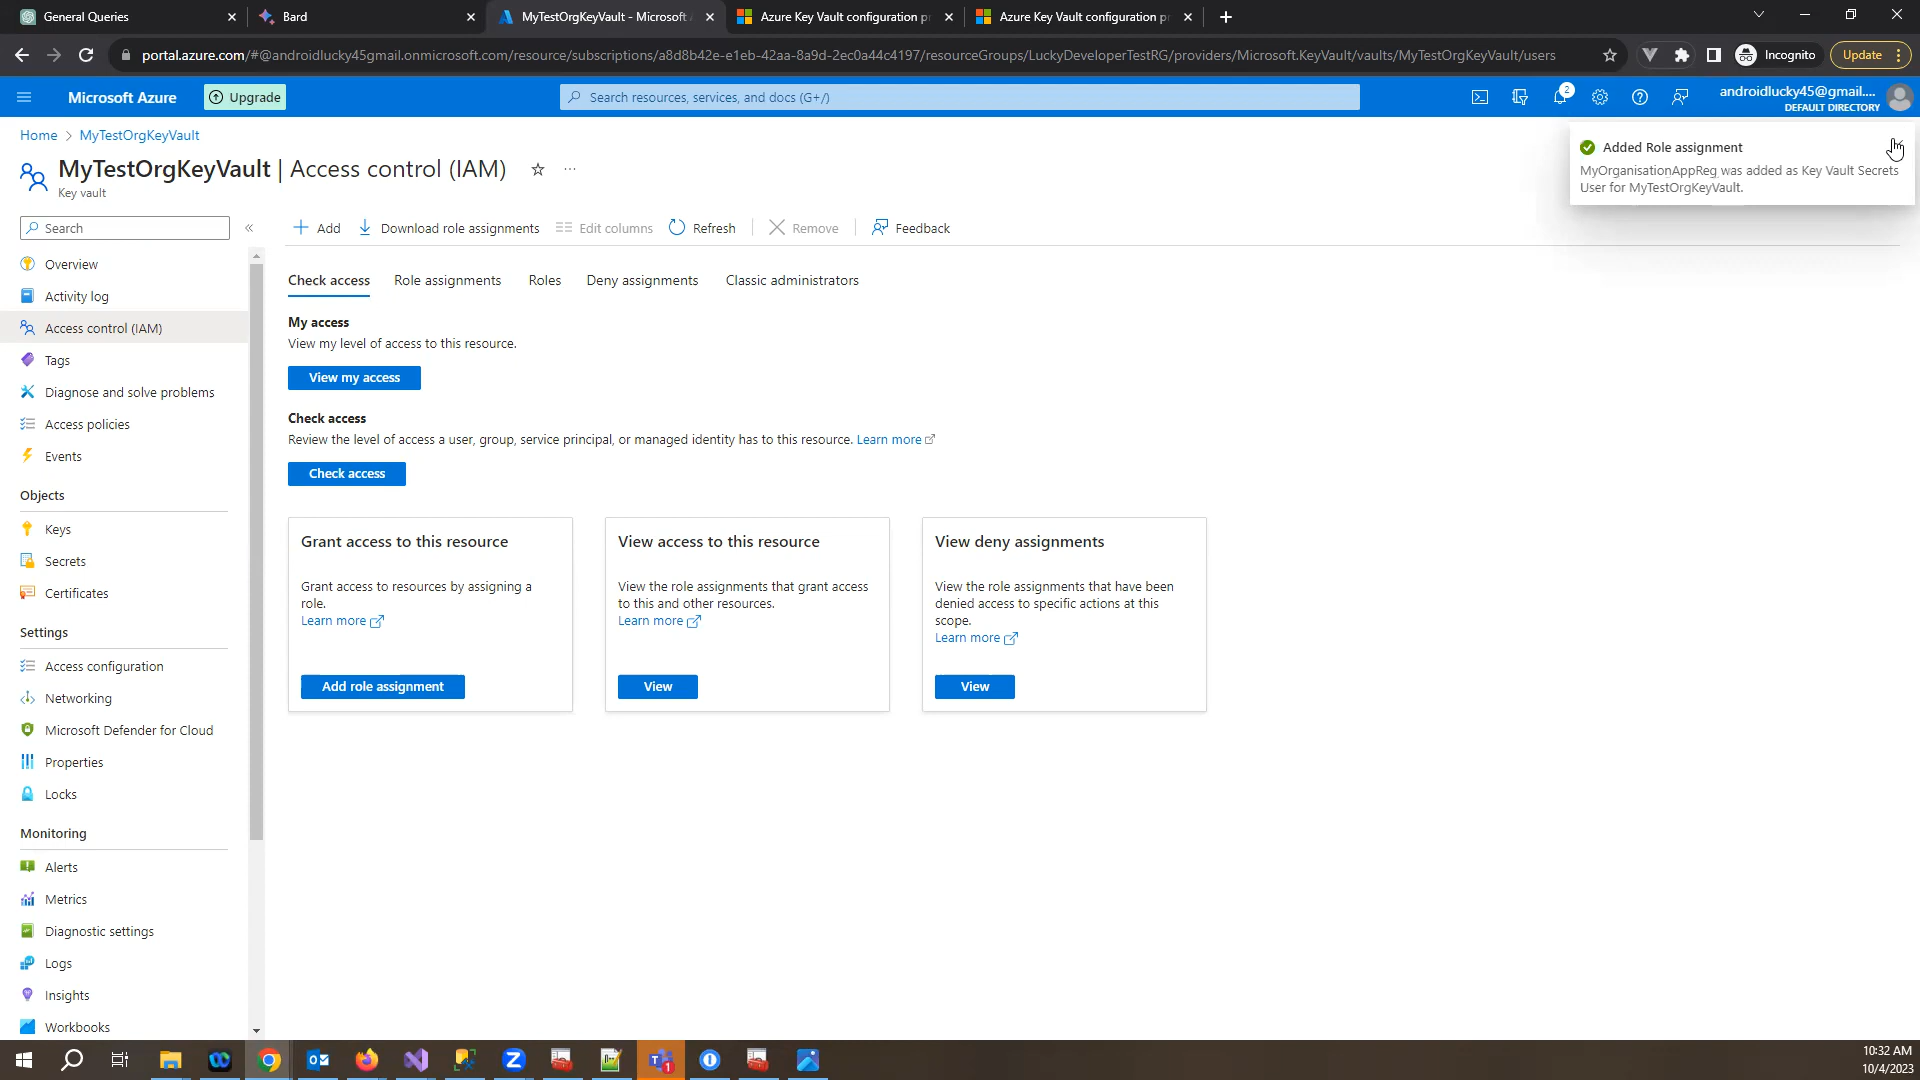 General Queries
Bard
MyTestOrgKeyVault - Microsoft
Azure Key Vault configuration p
Azure Key Vault configuration p
portal.azure.com/#@androidlucky45gmail.onmicrosoft.com/resource/subscriptions/a8d8b42e-e1eb-42aa-8a9d-2ec0a44c4197/resourceGroups/LuckyDeveloperTestRG/providers/Microsoft.KeyVault/vaults/MyTestOrgKeyVault/users
Incognito
Update
Microsoft Azure
Upgrade
Search resources, services, and docs (G+/)
2
androidlucky45@gmail....
DEFAULT DIRECTORY
Home > MyTestOrgKeyVault
MyTestOrgKeyVault | Access control (IAM)
Key vault
Added Role assignment
MyOrganisationAppReg was added as Key Vault Secrets
User for MyTestOrgKeyVault.
Search
Add
Download role assignments
Edit columns
Refresh
Remove
Feedback
Overview
Activity log
Access control (IAM)
Tags
Diagnose and solve problems
Access policies
Events
Objects
Keys
Secrets
Certificates
Settings
Access configuration
Networking
Microsoft Defender for Cloud
Properties
Locks
Monitoring
Alerts
Metrics
Diagnostic settings
Logs
Insights
Workbooks
Check access
Role assignments
Roles
Deny assignments
Classic administrators
My access
View my level of access to this resource.
View my access
Check access
Review the level of access a user, group, service principal, or managed identity has to this resource. Learn more
Check access
Grant access to this resource
Grant access to resources by assigning a
role.
Learn more
Add role assignment
View access to this resource
View the role assignments that grant access
to this and other resources.
Learn more
View
View deny assignments
View the role assignments that have been
denied access to specific actions at this
scope.
Learn more
View
1
10:32 AM
10/4/2023